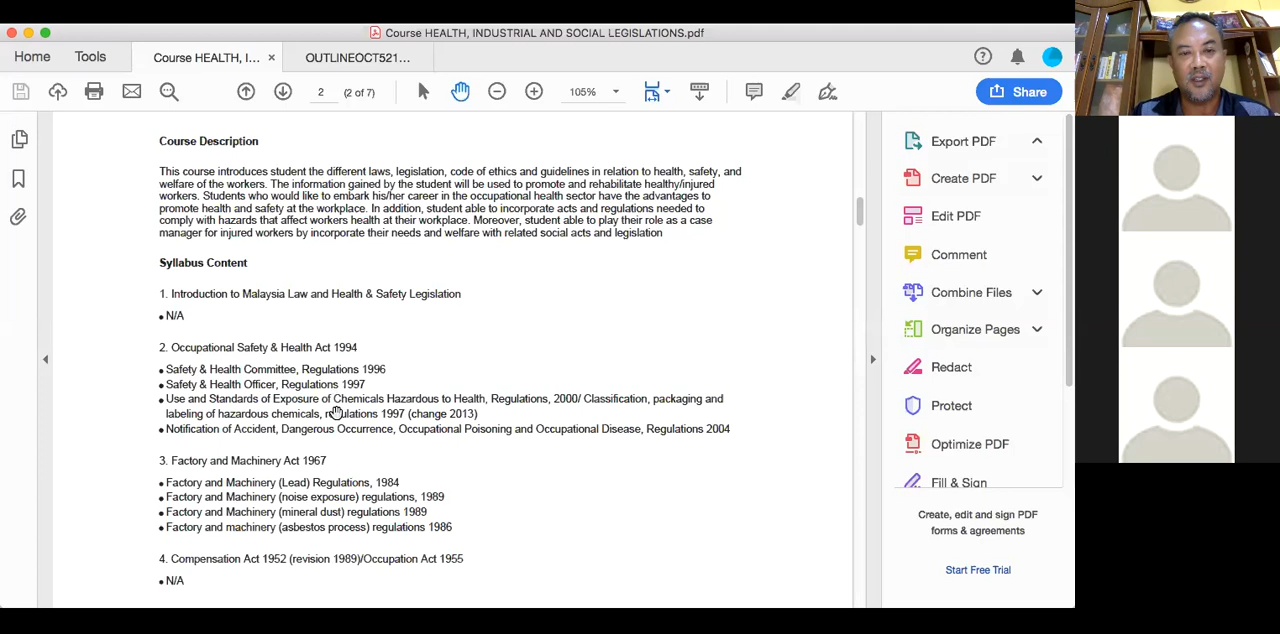 Course HEALTH, INDUSTRIAL AND SOCIAL LEGISLATIONS.pdf
Home
Tools
Course HEALTH, I... ×
OUTLINEOCT521...
2
(2 of 7)
105%
Share
Course Description
This course introduces student the different laws, legislation, code of ethics and guidelines in relation to health, safety, and
welfare of the workers. The information gained by the student will be used to promote and rehabilitate healthy/injured
workers. Students who would like to embark his/her career in the occupational health sector have the advantages to
promote health and safety at the workplace. In addition, student able to incorporate acts and regulations needed to
comply with hazards that affect workers health at their workplace. Moreover, student able to play their role as a case
manager for injured workers by incorporate their needs and welfare with related social acts and legislation
Syllabus Content
1. Introduction to Malaysia Law and Health & Safety Legislation
• N/A
2. Occupational Safety & Health Act 1994
• Safety & Health Committee, Regulations 1996
• Safety & Health Officer, Regulations 1997
• Use and Standards of Exposure of Chemicals Hazardous to Health, Regulations, 2000/ Classification, packaging and
labeling of hazardous chemicals, regulations 1997 (change 2013)
• Notification of Accident, Dangerous Occurrence, Occupational Poisoning and Occupational Disease, Regulations 2004
3. Factory and Machinery Act 1967
• Factory and Machinery (Lead) Regulations, 1984
• Factory and Machinery (noise exposure) regulations, 1989
• Factory and Machinery (mineral dust) regulations 1989
• Factory and machinery (asbestos process) regulations 1986
4. Compensation Act 1952 (revision 1989)/Occupation Act 1955
• N/A
Export PDF
Create PDF
Edit PDF
Comment
Combine Files
Organize Pages
Redact
Protect
Optimize PDF
Fill & Sign
Create, edit and sign PDF
forms & agreements
Start Free Trial